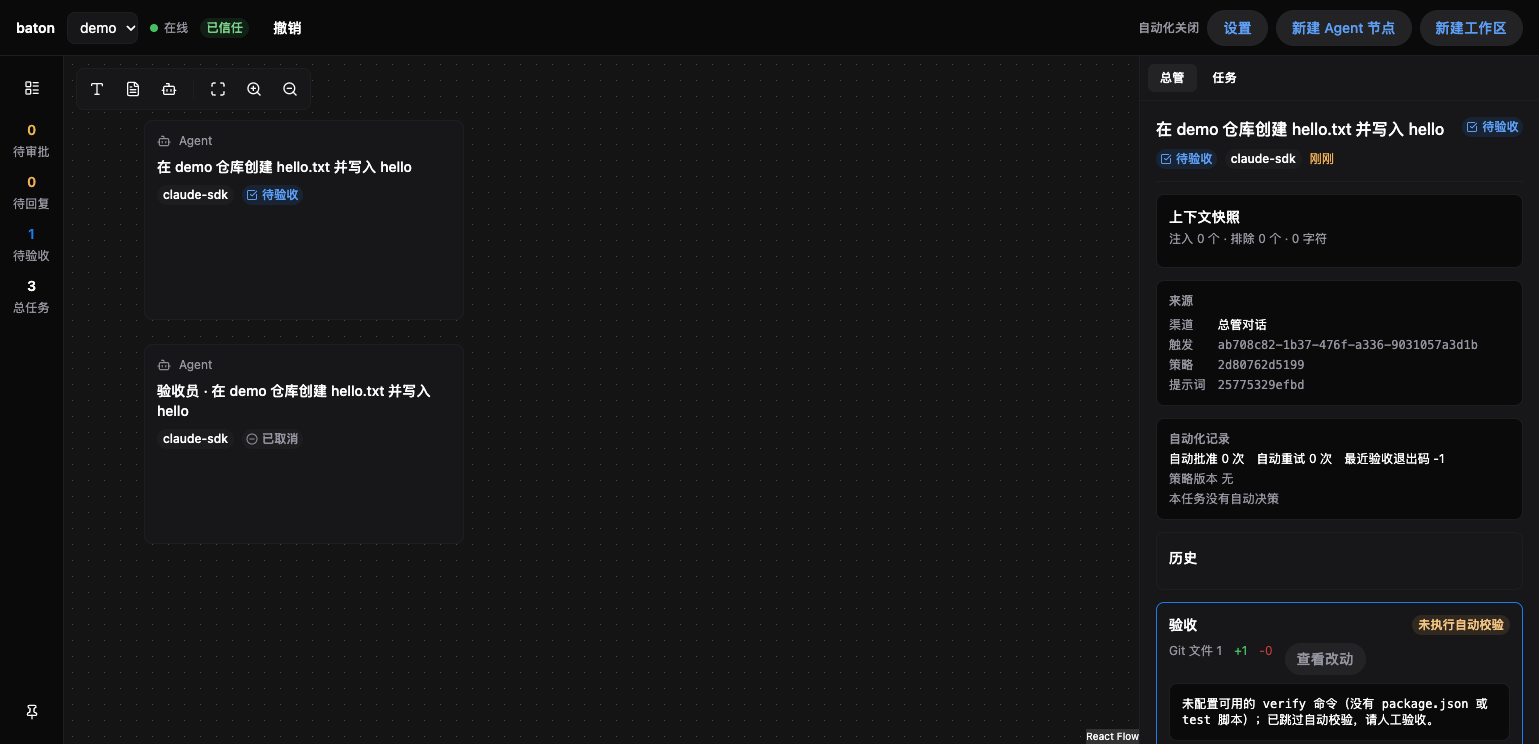 baton demo 在线 已信任 撤销 自动化关闭 设置 新建 Agent 节点 新建工作区
0
待审批
0
待回复
1
待验收
3
总任务
Agent
在 demo 仓库创建 hello.txt 并写入 hello
claude-sdk 待验收
Agent
验收员 · 在 demo 仓库创建 hello.txt 并写入
hello
claude-sdk 已取消
React Flow
总管 任务
在 demo 仓库创建 hello.txt 并写入 hello 待验收
待验收 claude-sdk 刚刚
上下文快照
注入 0 个 · 排除 0 个 · 0 字符
来源
渠道 总管对话
触发 ab708c82-1b37-476f-a336-9031057a3d1b
策略 2d80762d5199
提示词 25775329efbd
自动化记录
自动批准 0 次 自动重试 0 次 最近验收退出码 -1
策略版本 无
本任务没有自动决策
历史
验收 未执行自动校验
Git 文件 1 +1 -0 查看改动
未配置可用的 verify 命令（没有 package.json 或
test 脚本）；已跳过自动校验，请人工验收。